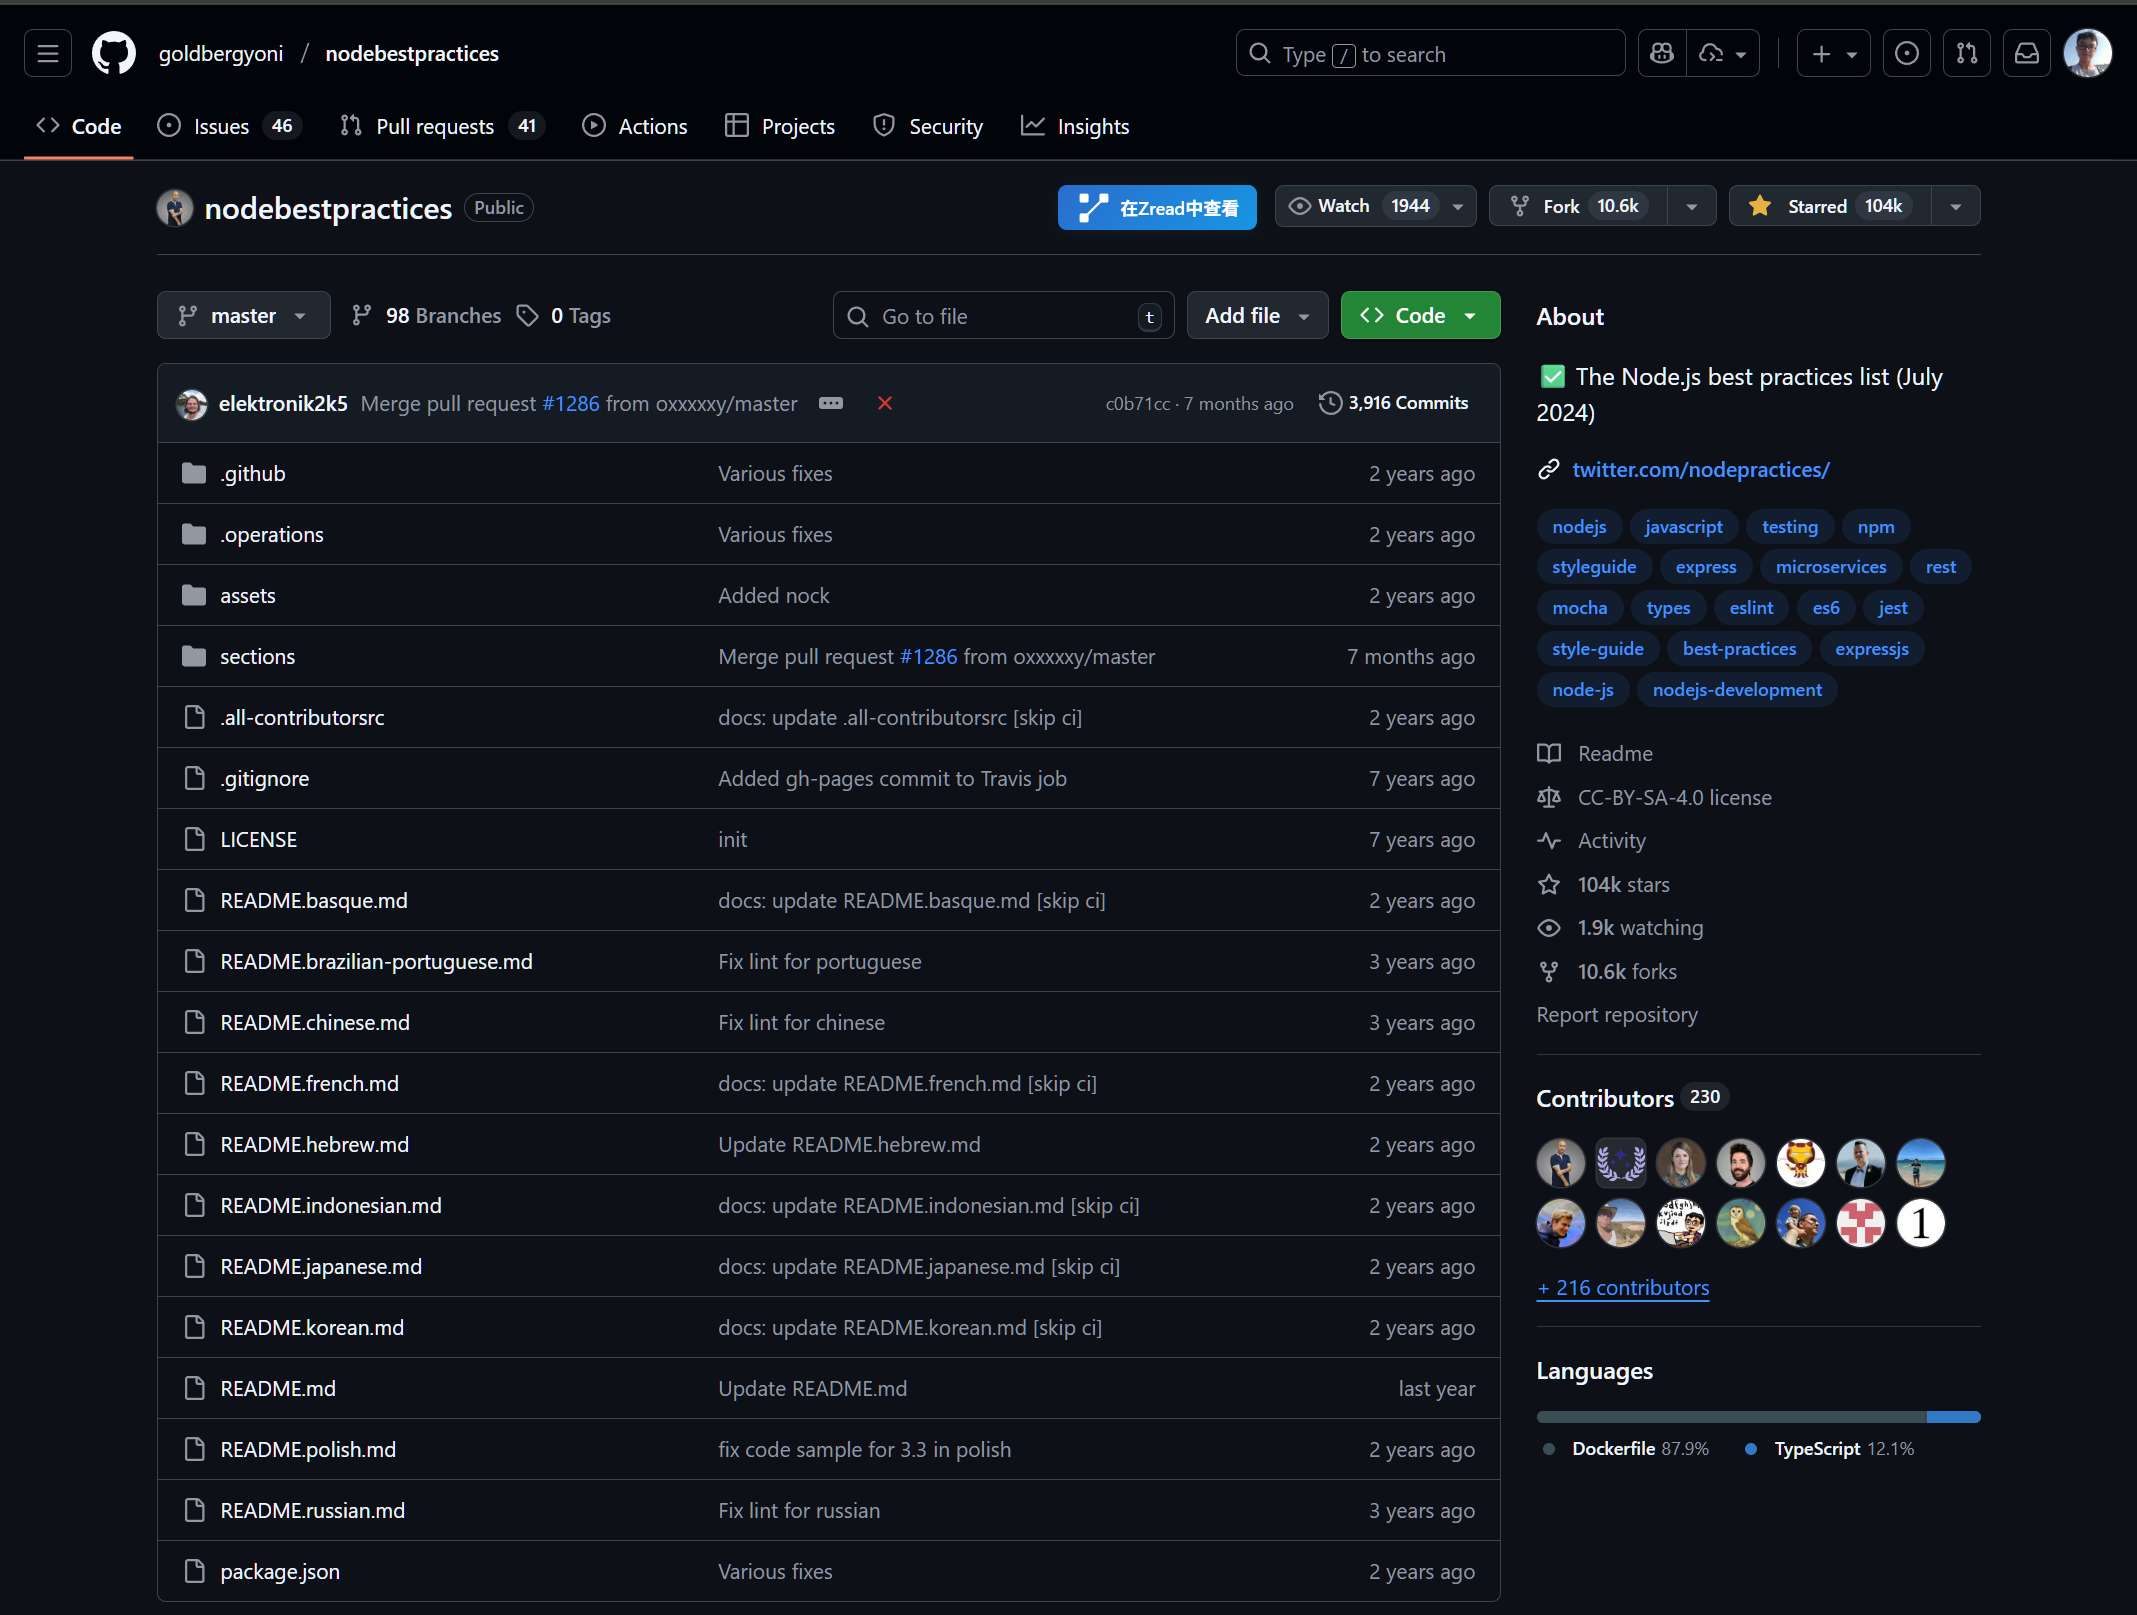 goldbergyoni / nodebestpractices
Type / to search
Code
Issues 46
Pull requests 41
Actions
Projects
Security
Insights
nodebestpractices Public
在Zread中查看
Watch 1944
Fork 10.6k
Starred 104k
master
98 Branches
0 Tags
Go to file t
Add file
Code
elektronik2k5 Merge pull request #1286 from oxxxxxy/master
c0b71cc · 7 months ago
3,916 Commits
.github Various fixes 2 years ago
.operations Various fixes 2 years ago
assets Added nock 2 years ago
sections Merge pull request #1286 from oxxxxxy/master 7 months ago
.all-contributorsrc docs: update .all-contributorsrc [skip ci] 2 years ago
.gitignore Added gh-pages commit to Travis job 7 years ago
LICENSE init 7 years ago
README.basque.md docs: update README.basque.md [skip ci] 2 years ago
README.brazilian-portuguese.md Fix lint for portuguese 3 years ago
README.chinese.md Fix lint for chinese 3 years ago
README.french.md docs: update README.french.md [skip ci] 2 years ago
README.hebrew.md Update README.hebrew.md 2 years ago
README.indonesian.md docs: update README.indonesian.md [skip ci] 2 years ago
README.japanese.md docs: update README.japanese.md [skip ci] 2 years ago
README.korean.md docs: update README.korean.md [skip ci] 2 years ago
README.md Update README.md last year
README.polish.md fix code sample for 3.3 in polish 2 years ago
README.russian.md Fix lint for russian 3 years ago
package.json Various fixes 2 years ago
About
✅ The Node.js best practices list (July
2024)
twitter.com/nodepractices/
nodejs javascript testing npm
styleguide express microservices rest
mocha types eslint es6 jest
style-guide best-practices expressjs
node-js nodejs-development
Readme
CC-BY-SA-4.0 license
Activity
104k stars
1.9k watching
10.6k forks
Report repository
Contributors 230
1
+ 216 contributors
Languages
Dockerfile 87.9% TypeScript 12.1%